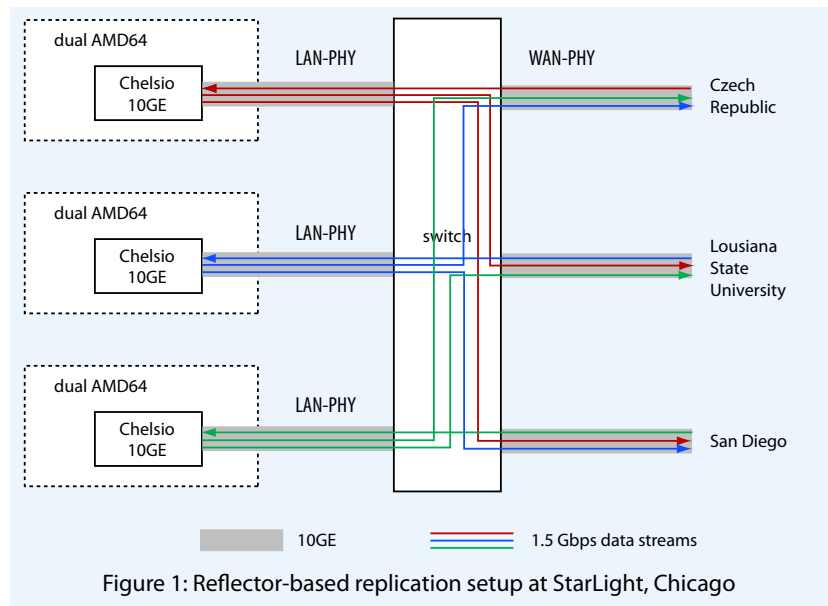 dual AMD64
LAN-PHY
WAN-PHY
Chelsio
10GE
Czech
Republic
dual AMD64
LAN-PHY
switch
Chelsio
10GE
Lousiana
State
University
dual AMD64
LAN-PHY
Chelsio
10GE
San Diego
10GE
1.5 Gbps data streams
Figure 1: Reflector-based replication setup at StarLight, Chicago